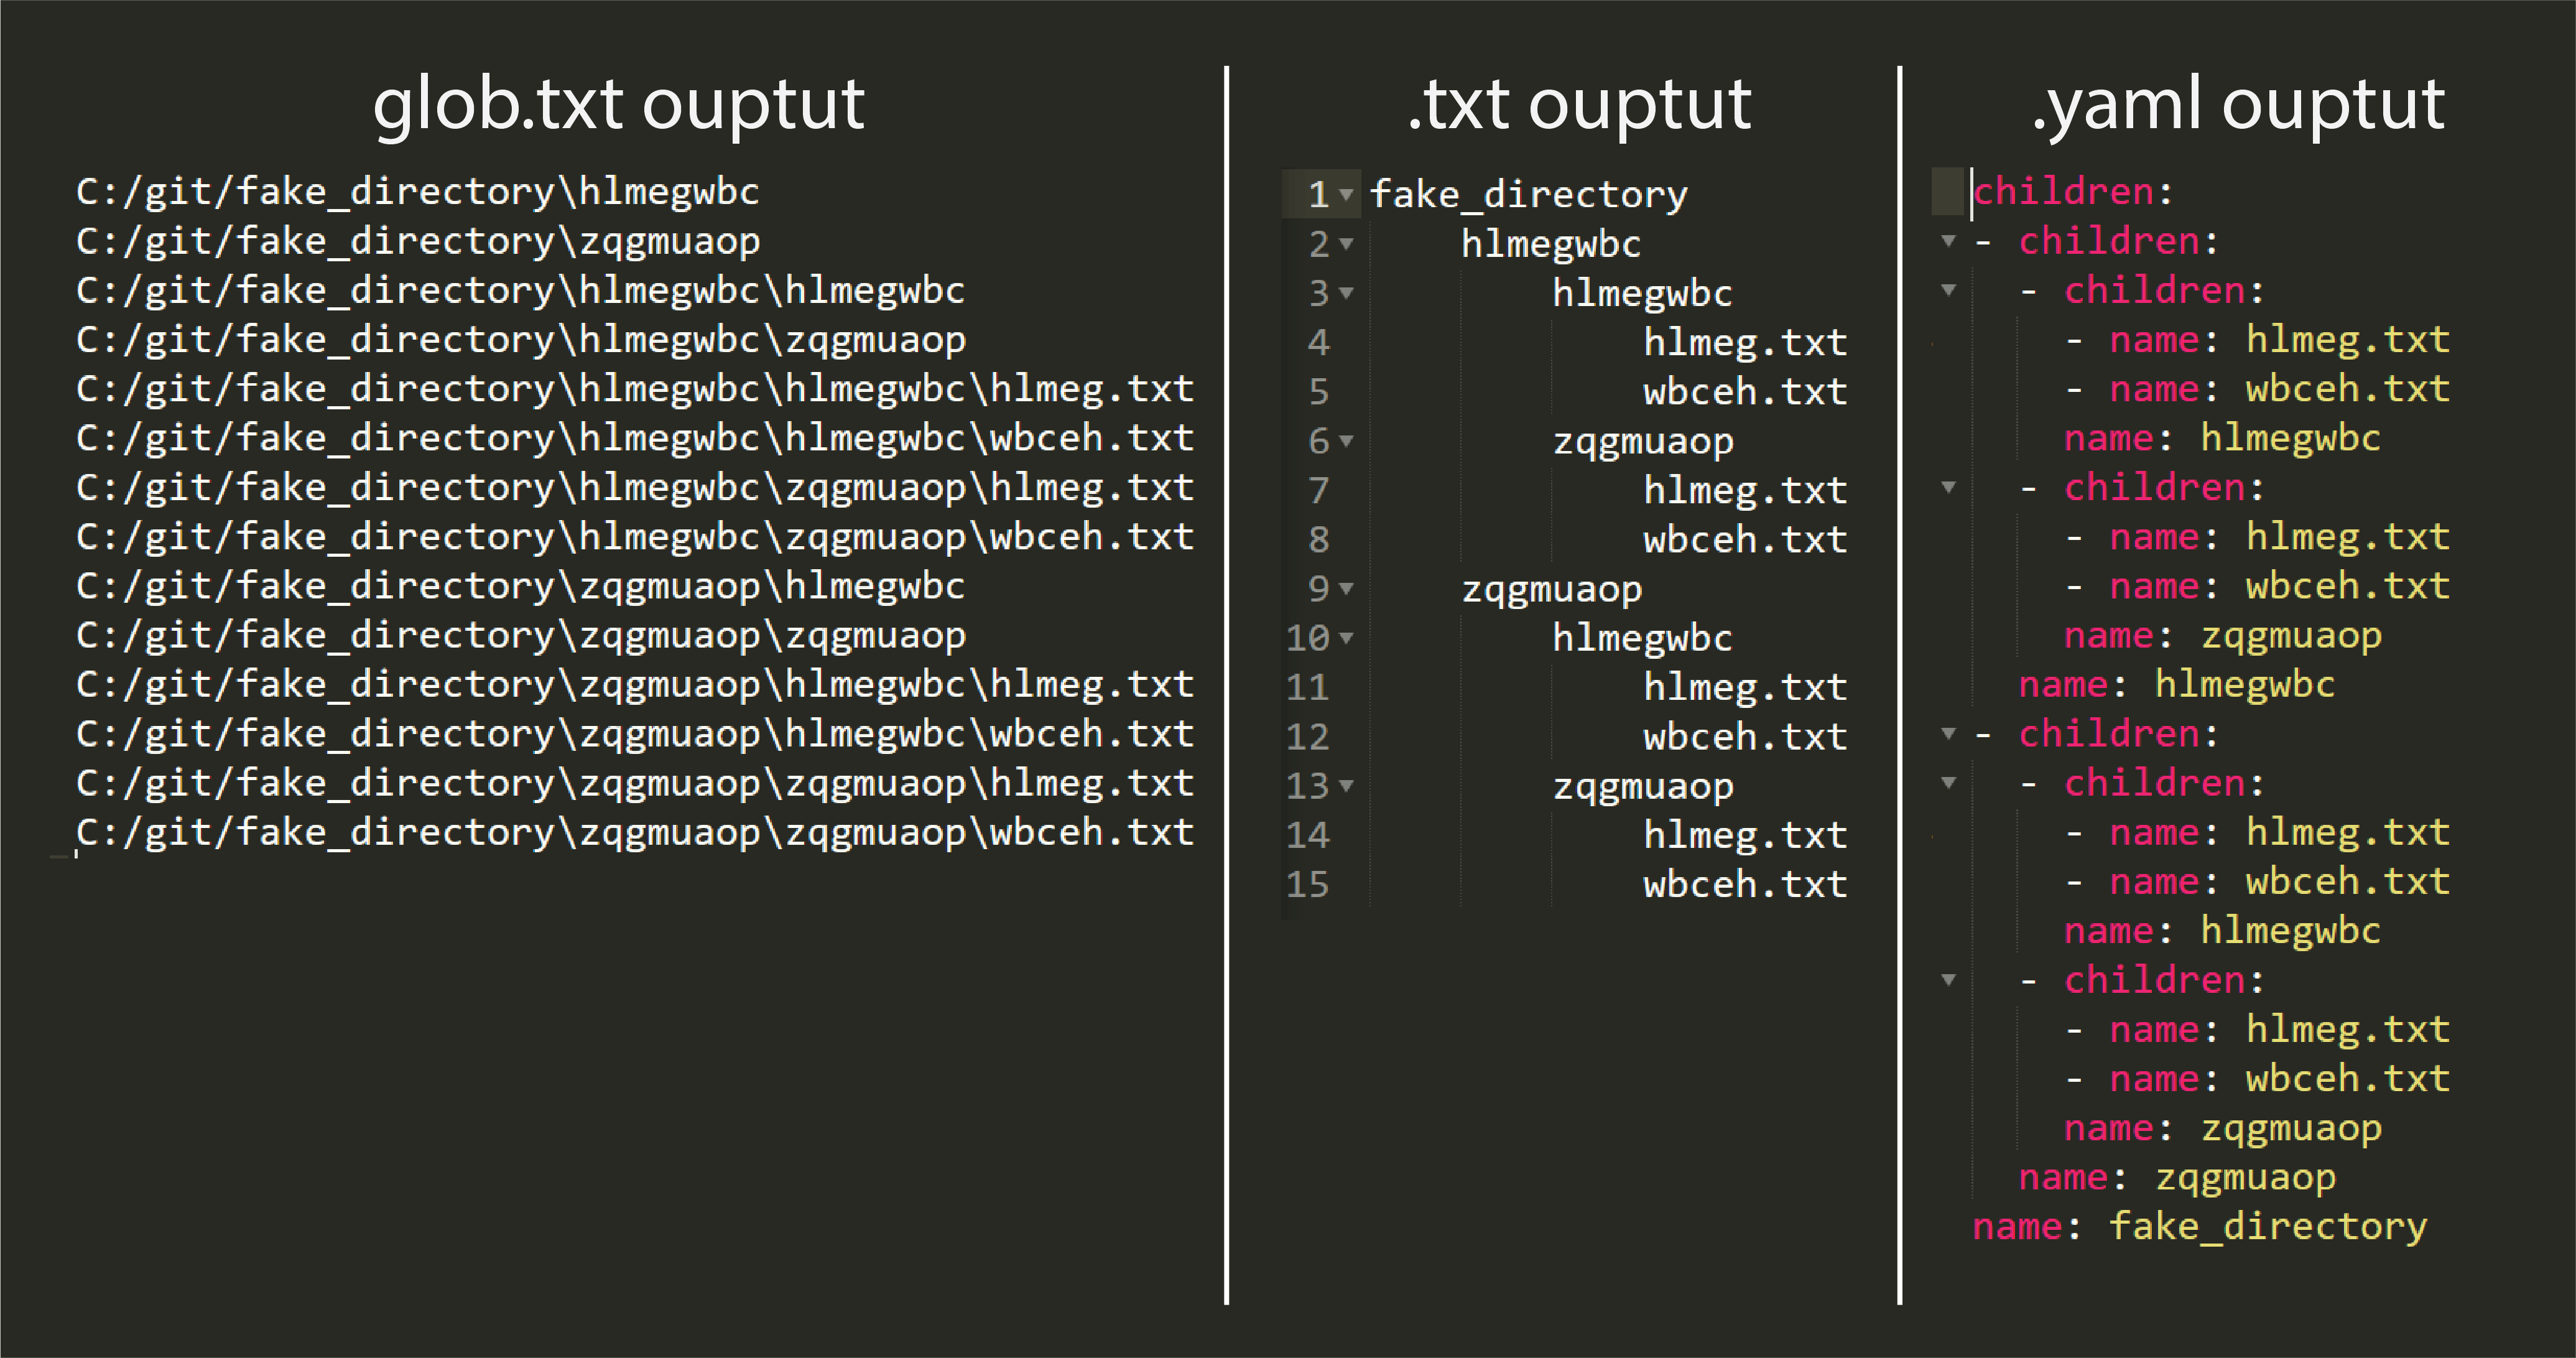 glob.txt ouptut
C:/git/fake_directory\hlmegwbc
C:/git/fake_directory\zqgmuaop
C:/git/fake_directory\hlmegwbc\hlmegwbc
C:/git/fake_directory\hlmegwbc\zqgmuaop
C:/git/fake_directory\hlmegwbc\hlmegwbc\hlmeg.txt
C:/git/fake_directory\hlmegwbc\hlmegwbc\wbceh.txt
C:/git/fake_directory\hlmegwbc\zqgmuaop\hlmeg.txt
C:/git/fake_directory\hlmegwbc\zqgmuaop\wbceh.txt
C:/git/fake_directory\zqgmuaop\hlmegwbc
C:/git/fake_directory\zqgmuaop\zqgmuaop
C:/git/fake_directory\zqgmuaop\hlmegwbc\hlmeg.txt
C:/git/fake_directory\zqgmuaop\hlmegwbc\wbceh.txt
C:/git/fake_directory\zqgmuaop\zqgmuaop\hlmeg.txt
C:/git/fake_directory\zqgmuaop\zqgmuaop\wbceh.txt
.txt ouptut
1 fake_directory
2 hlmegwbc
3 hlmegwbc
4 hlmeg.txt
5 wbceh.txt
6 zqgmuaop
7 hlmeg.txt
8 wbceh.txt
9 zqgmuaop
10 hlmegwbc
11 hlmeg.txt
12 wbceh.txt
13 zqgmuaop
14 hlmeg.txt
15 wbceh.txt
.yaml ouptut
children:
- children:
  - children:
    - name: hlmeg.txt
    - name: wbceh.txt
    name: hlmegwbc
  - children:
    - name: hlmeg.txt
    - name: wbceh.txt
    name: zqgmuaop
  name: hlmegwbc
- children:
  - children:
    - name: hlmeg.txt
    - name: wbceh.txt
    name: hlmegwbc
  - children:
    - name: hlmeg.txt
    - name: wbceh.txt
    name: zqgmuaop
  name: zqgmuaop
name: fake_directory